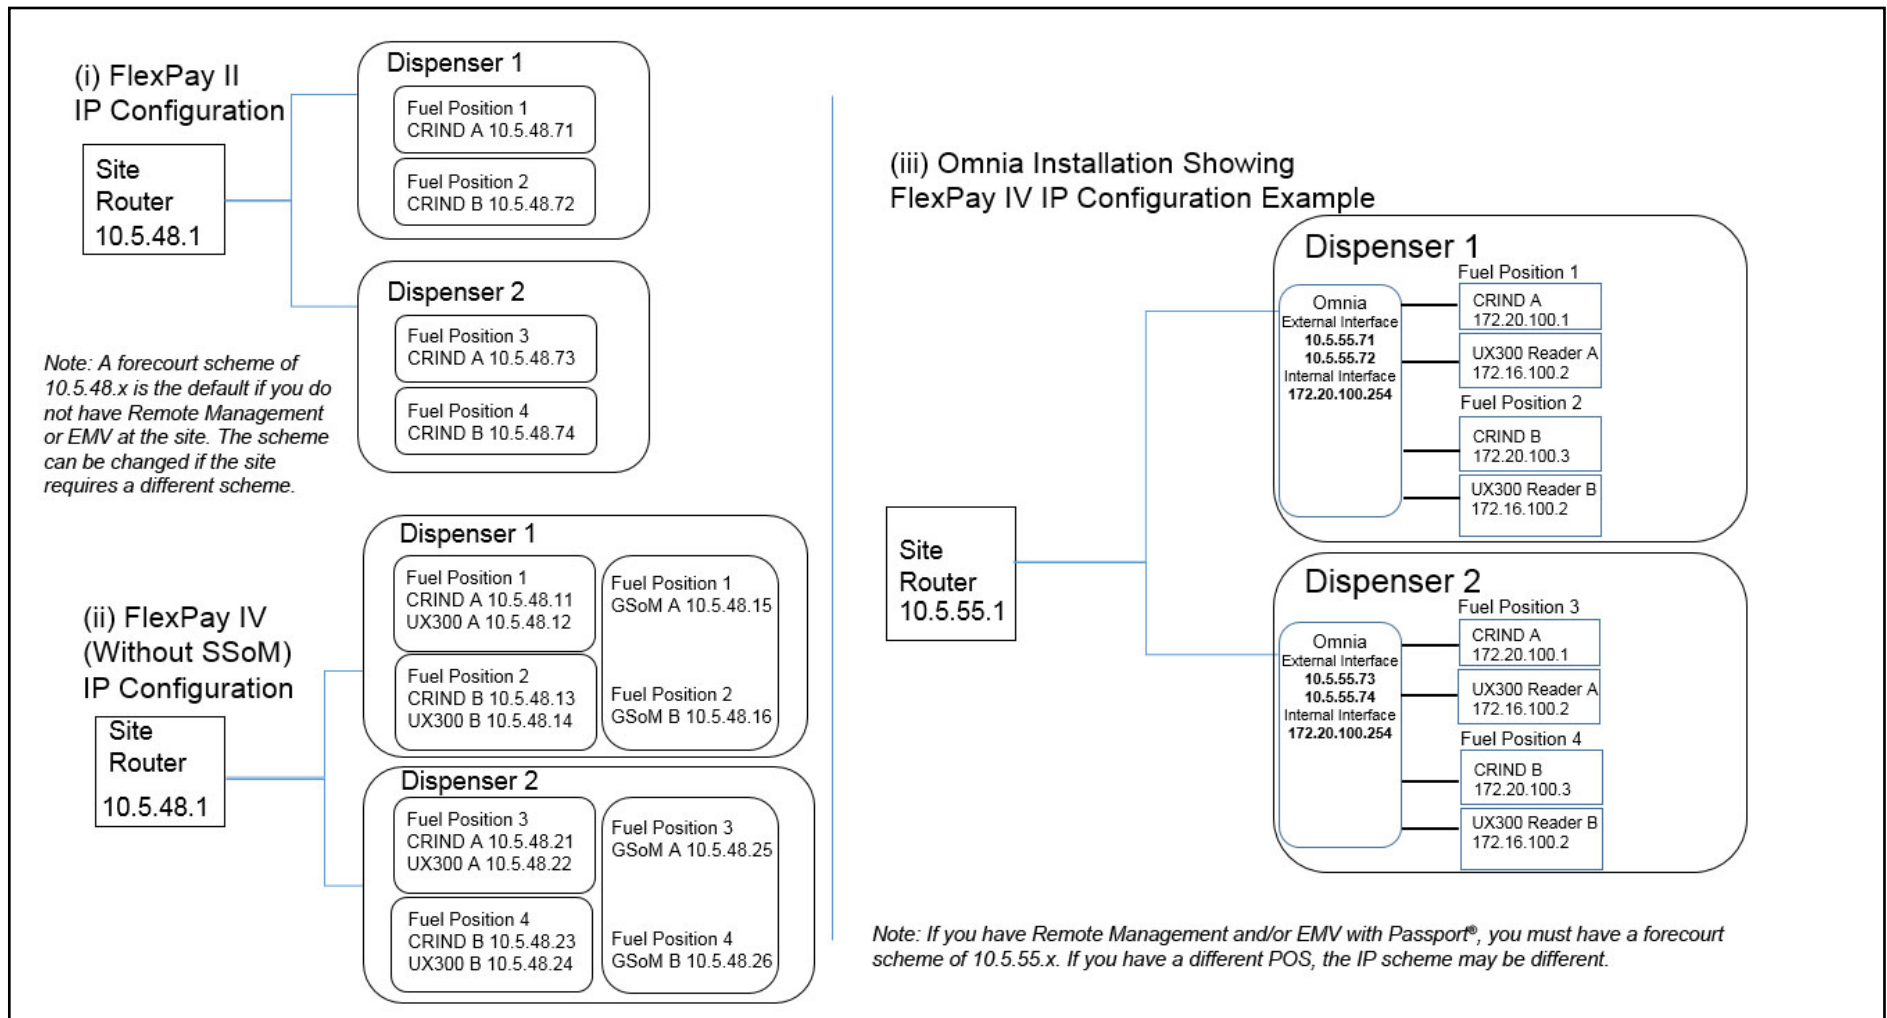 (i) FlexPay II
IP Configuration
Site
Router
10.5.48.1
Dispenser 1
Fuel Position 1
CRIND A 10.5.48.71
Fuel Position 2
CRIND B 10.5.48.72
Dispenser 2
Fuel Position 3
CRIND A 10.5.48.73
Fuel Position 4
CRIND B 10.5.48.74
Note: A forecourt scheme of
10.5.48.x is the default if you do
not have Remote Management
or EMV at the site. The scheme
can be changed if the site
requires a different scheme.
(ii) FlexPay IV
(Without SSoM)
IP Configuration
Site
Router
10.5.48.1
Dispenser 1
Fuel Position 1
CRIND A 10.5.48.11
UX300 A 10.5.48.12
Fuel Position 2
CRIND B 10.5.48.13
UX300 B 10.5.48.14
Fuel Position 1
GSoM A 10.5.48.15
Fuel Position 2
GSoM B 10.5.48.16
Dispenser 2
Fuel Position 3
CRIND A 10.5.48.21
UX300 A 10.5.48.22
Fuel Position 4
CRIND B 10.5.48.23
UX300 B 10.5.48.24
Fuel Position 3
GSoM A 10.5.48.25
Fuel Position 4
GSoM B 10.5.48.26
(iii) Omnia Installation Showing
FlexPay IV IP Configuration Example
Site
Router
10.5.55.1
Dispenser 1
Omnia
External Interface
10.5.55.71
10.5.55.72
Internal Interface
172.20.100.254
Fuel Position 1
CRIND A
172.20.100.1
UX300 Reader A
172.16.100.2
Fuel Position 2
CRIND B
172.20.100.3
UX300 Reader B
172.16.100.2
Dispenser 2
Omnia
External Interface
10.5.55.73
10.5.55.74
Internal Interface
172.20.100.254
Fuel Position 3
CRIND A
172.20.100.1
UX300 Reader A
172.16.100.2
Fuel Position 4
CRIND B
172.20.100.3
UX300 Reader B
172.16.100.2
Note: If you have Remote Management and/or EMV with Passport®, you must have a forecourt
scheme of 10.5.55.x. If you have a different POS, the IP scheme may be different.